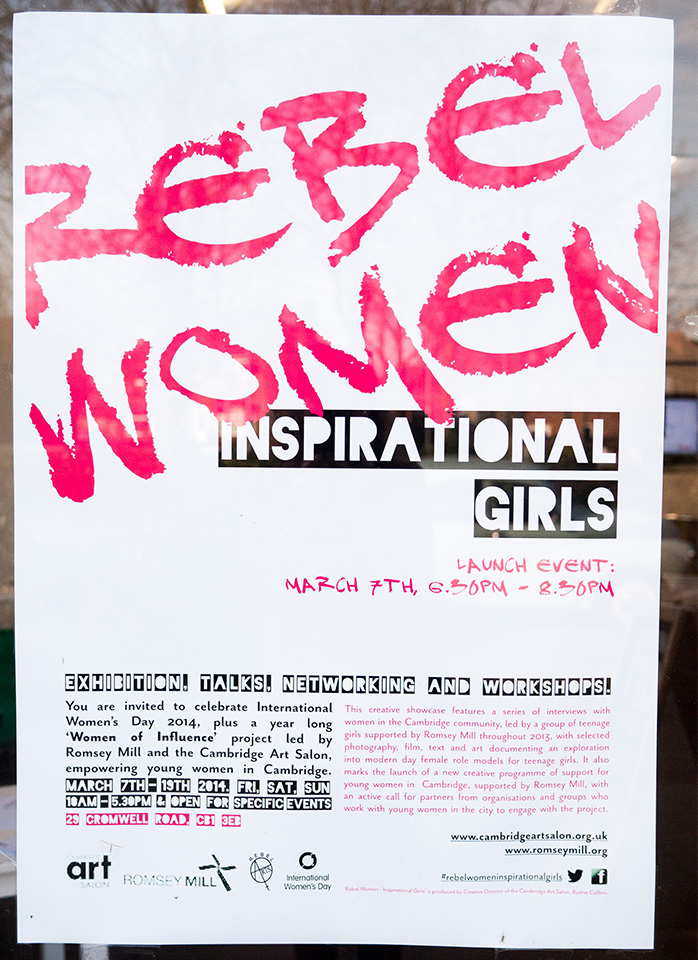 REBEL
WOMEN
INSPIRATIONAL
GIRLS
LAUNCH EVENT:
MARCH 7TH, 6.30PM - 8.30PM
EXHIBITION, TALKS, NETWORKING AND WORKSHOPS.
You are invited to celebrate International
Women's Day 2014, plus a year long
'Women of Influence' project led by
Romsey Mill and the Cambridge Art Salon,
empowering young women in Cambridge.
MARCH 7TH- 19TH 2014. FRI, SAT, SUN
10AM - 5.30PM & OPEN FOR SPECIFIC EVENTS
29 CROMWELL ROAD, CB1 3EB
This creative showcase features a series of interviews with
women in the Cambridge community, led by a group of teenage
girls supported by Romsey Mill throughout 2013, with selected
photography, film, text and art documenting an exploration
into modern day female role models for teenage girls. It also
marks the launch of a new creative programme of support for
young women in Cambridge, supported by Romsey Mill, with
an active call for partners from organisations and groups who
work with young women in the city to engage with the project.
www.cambridgeartsalon.org.uk
www.romseymill.org
#rebelwomeninspirationalgirls
Rebel Women - Inspirational Girls' is produced by Creative Director of the Cambridge Art Salon, Ruthie Collins.
art
SALON
ROMSEY MILL
REBEL
ARTS
International
Women's Day